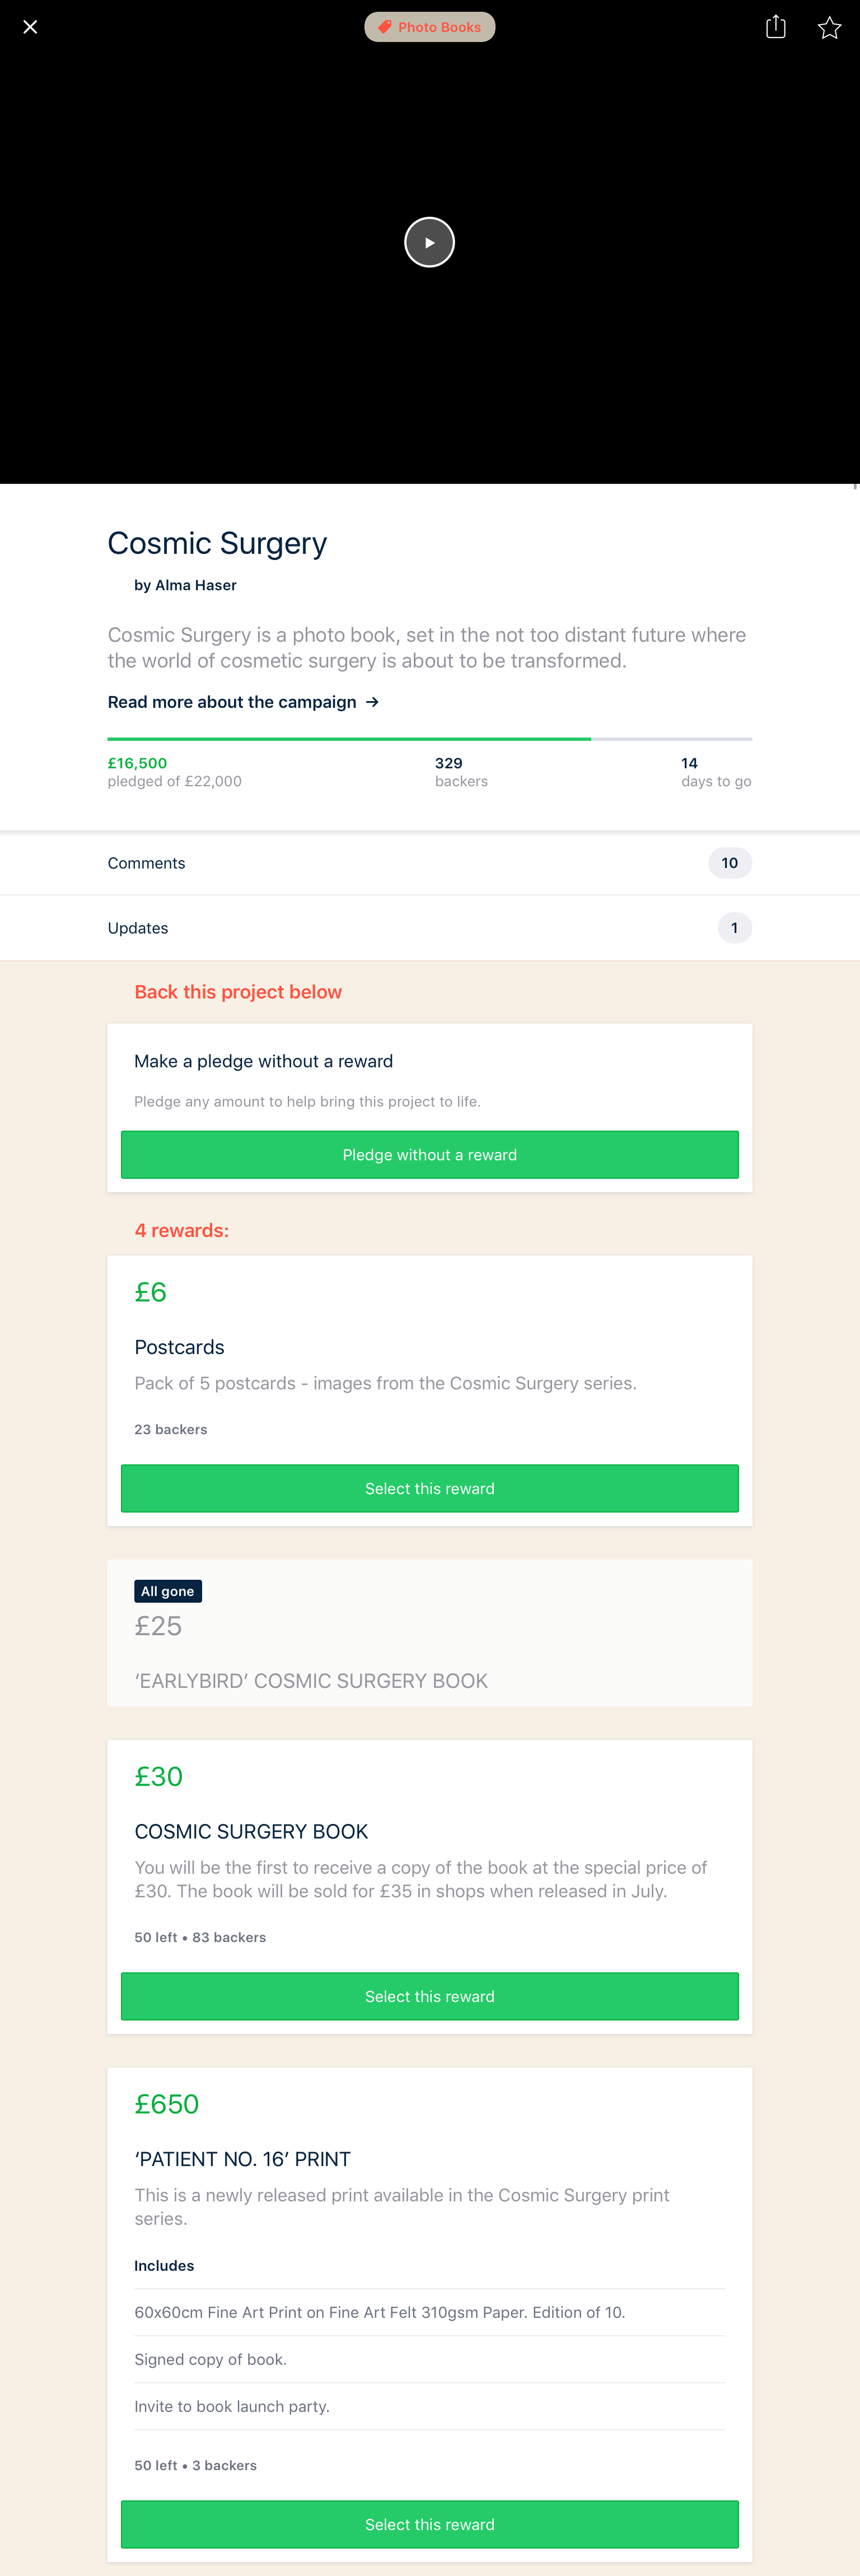 Photo Books
Cosmic Surgery
by Alma Haser
Cosmic Surgery is a photo book, set in the not too distant future where
the world of cosmetic surgery is about to be transformed.
Read more about the campaign →
£16,500
pledged of £22,000
329
backers
14
days to go
Comments
10
Updates
1
Back this project below
Make a pledge without a reward
Pledge any amount to help bring this project to life.
Pledge without a reward
4 rewards:
£6
Postcards
Pack of 5 postcards - images from the Cosmic Surgery series.
23 backers
Select this reward
All gone
£25
‘EARLYBIRD’ COSMIC SURGERY BOOK
£30
COSMIC SURGERY BOOK
You will be the first to receive a copy of the book at the special price of
£30. The book will be sold for £35 in shops when released in July.
50 left • 83 backers
Select this reward
£650
‘PATIENT NO. 16’ PRINT
This is a newly released print available in the Cosmic Surgery print
series.
Includes
60x60cm Fine Art Print on Fine Art Felt 310gsm Paper. Edition of 10.
Signed copy of book.
Invite to book launch party.
50 left • 3 backers
Select this reward